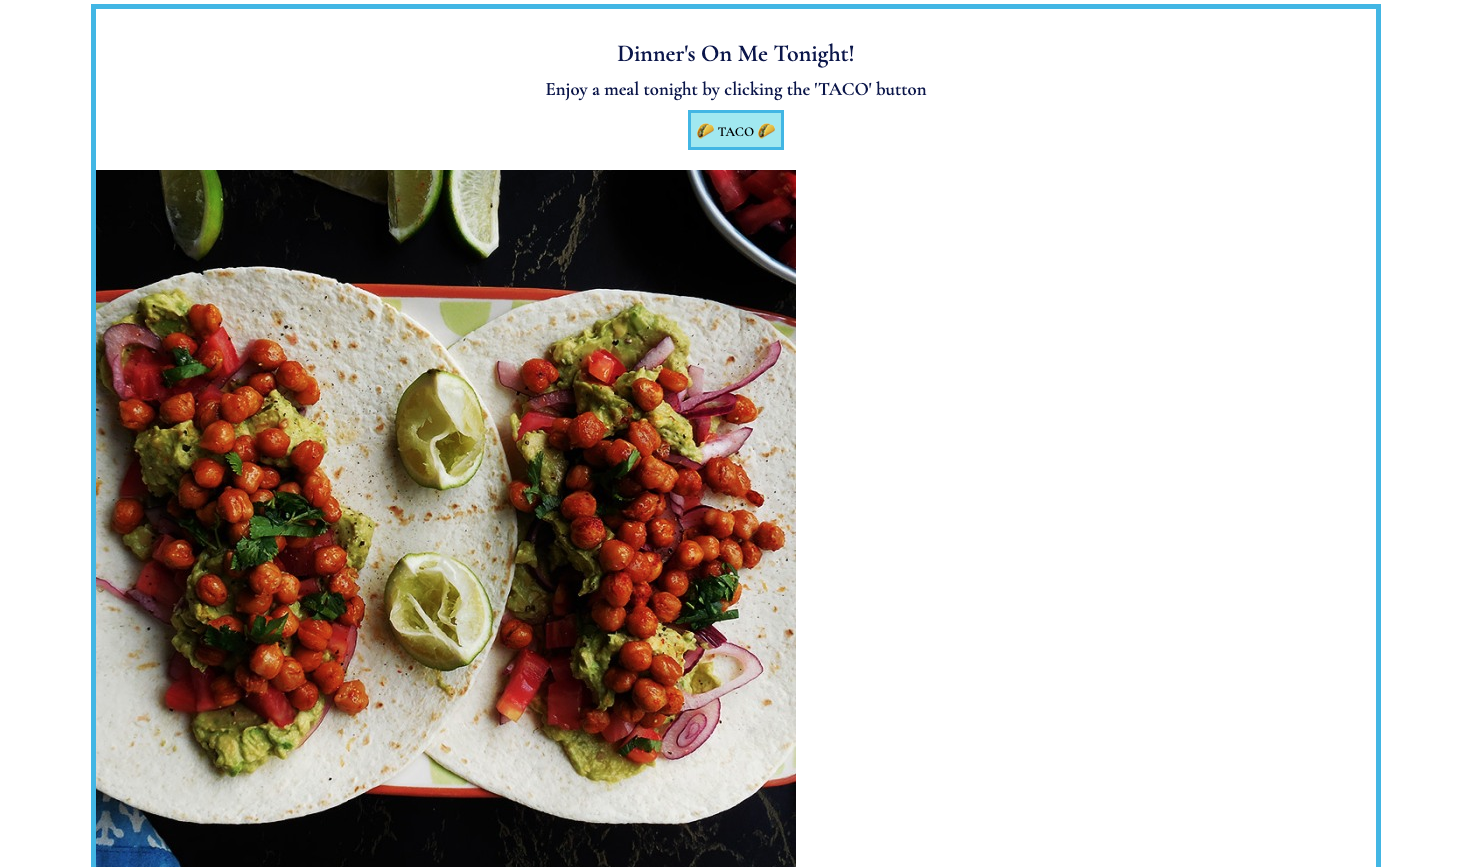 Dinner's On Me Tonight!
Enjoy a meal tonight by clicking the 'TACO' button
🌮 TACO 🌮